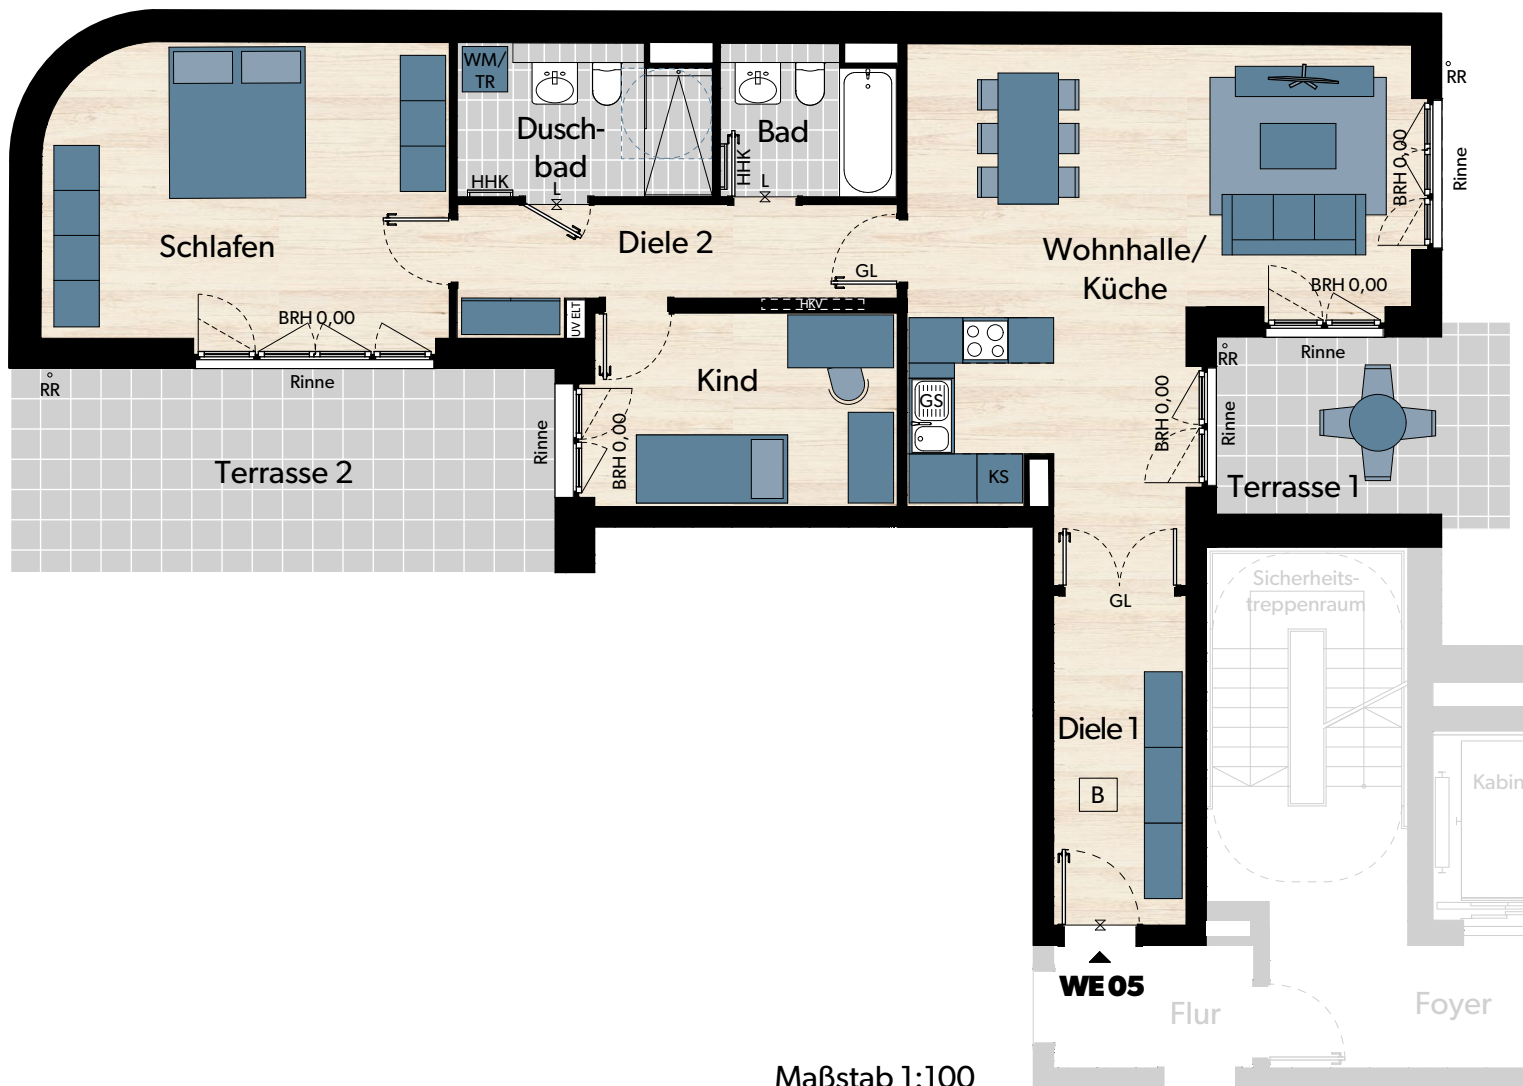 WM/
TR
Dusch-
bad
HHK
L
Bad
HHK
L
RR
BRH 0,00
Rinne
Schlafen
Diele 2
GL
Wohnhalle/
Küche
BRH 0,00
Rinne
BRH 0,00
Rinne
RR
UV ELT
HKV
Kind
GS
KS
BRH 0,00
Rinne
RR
Terrasse 1
BRH 0,00
Rinne
Terrasse 2
GL
Sicherheits-
treppenraum
Diele 1
B
Kabin
WE 05
Flur
Foyer
Maßstab 1:100